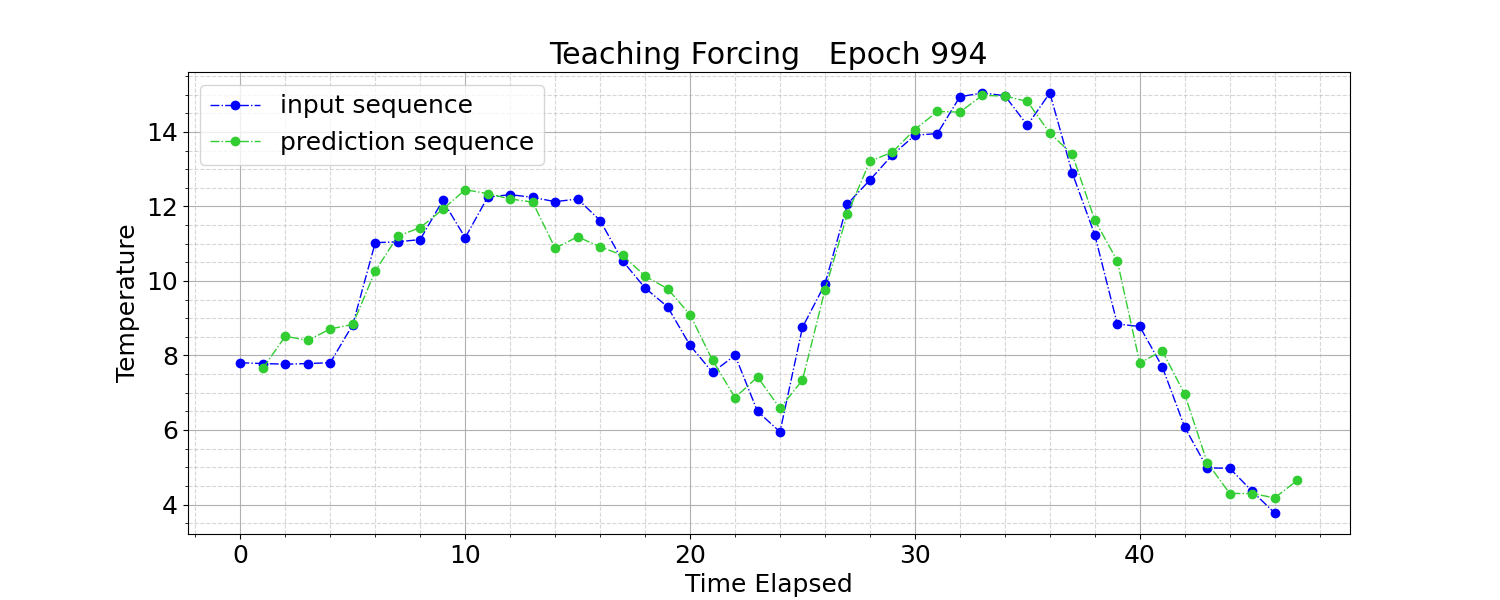 Teaching Forcing   Epoch 994
input sequence
prediction sequence
Temperature
14
12
10
8
6
4
0 10 20 30 40
Time Elapsed